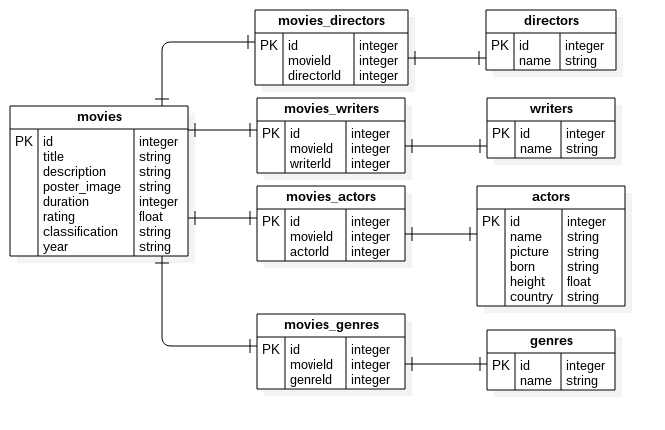 movies_directors
PK id integer
movieId integer
directorId integer
directors
PK id integer
name string
movies
PK id integer
title string
description string
poster_image string
duration integer
rating float
classification string
year string
movies_writers
PK id integer
movieId integer
writerId integer
writers
PK id integer
name string
movies_actors
PK id integer
movieId integer
actorId integer
actors
PK id integer
name string
picture string
born string
height float
country string
movies_genres
PK id integer
movieId integer
genreId integer
genres
PK id integer
name string